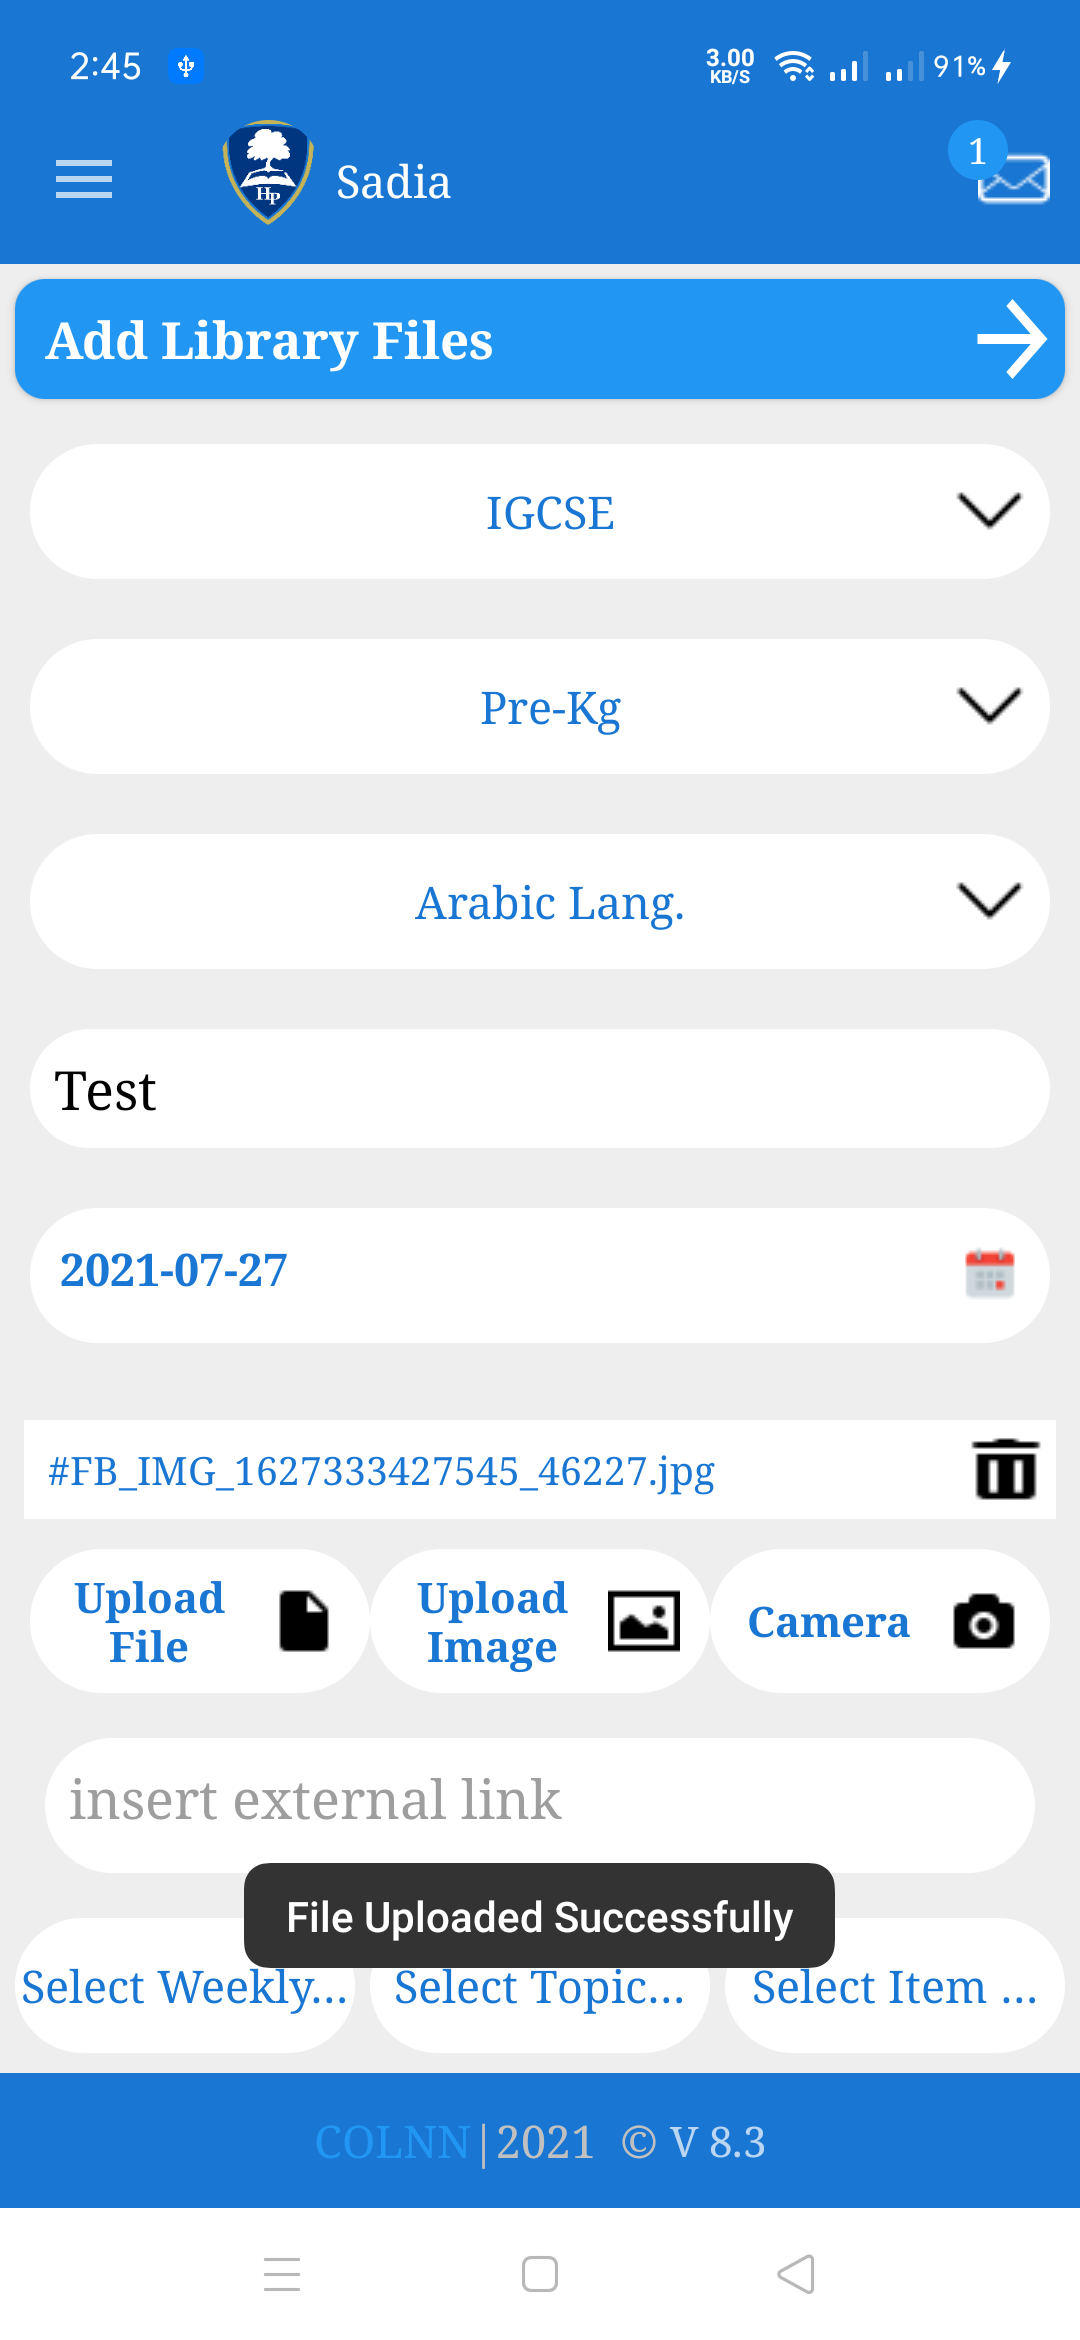 2:45
3.00
KB/S
91%
HP
Sadia
1
Add Library Files
IGCSE
Pre-Kg
Arabic Lang.
Test
2021-07-27
#FB_IMG_1627333427545_46227.jpg
Upload
File
Upload
Image
Camera
insert external link
File Uploaded Successfully
Select Weekly...
Select Topic...
Select Item ...
COLNN|2021 © V 8.3